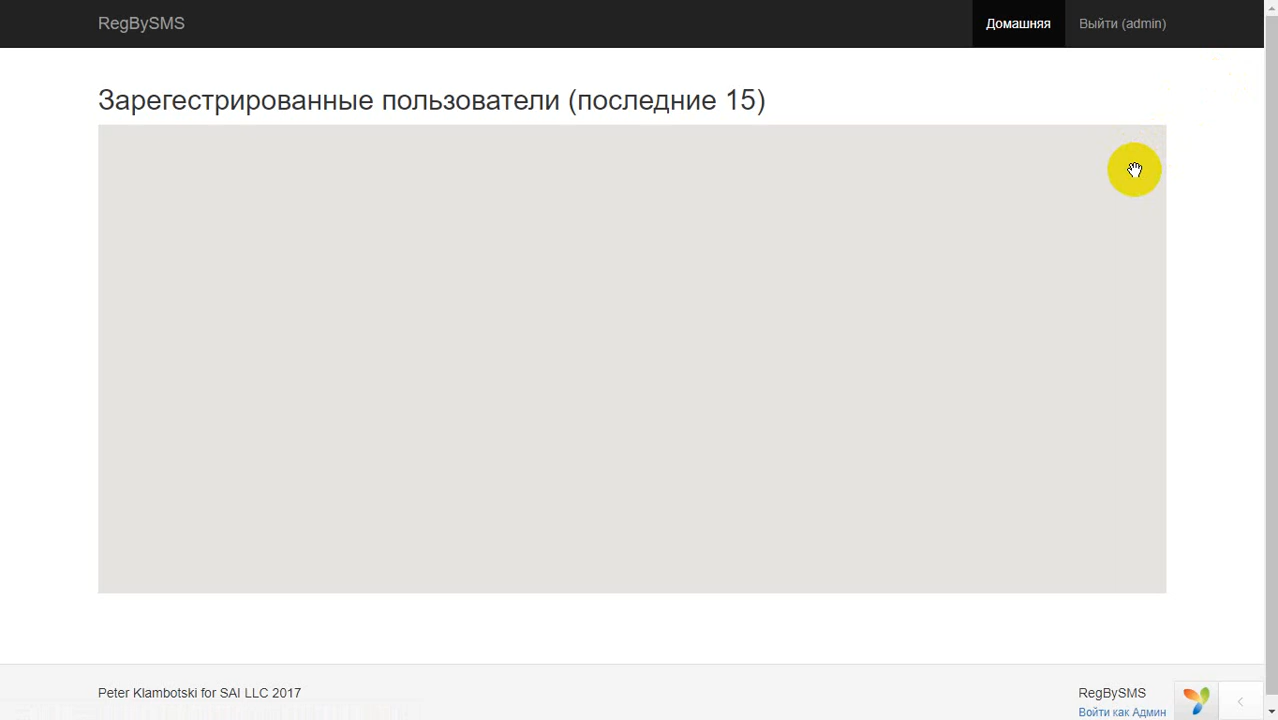 RegBySMS
Домашняя
Выйти (admin)
Зарегестрированные пользователи (последние 15)
Peter Klambotski for SAI LLC 2017
RegBySMS
Войти как Админ